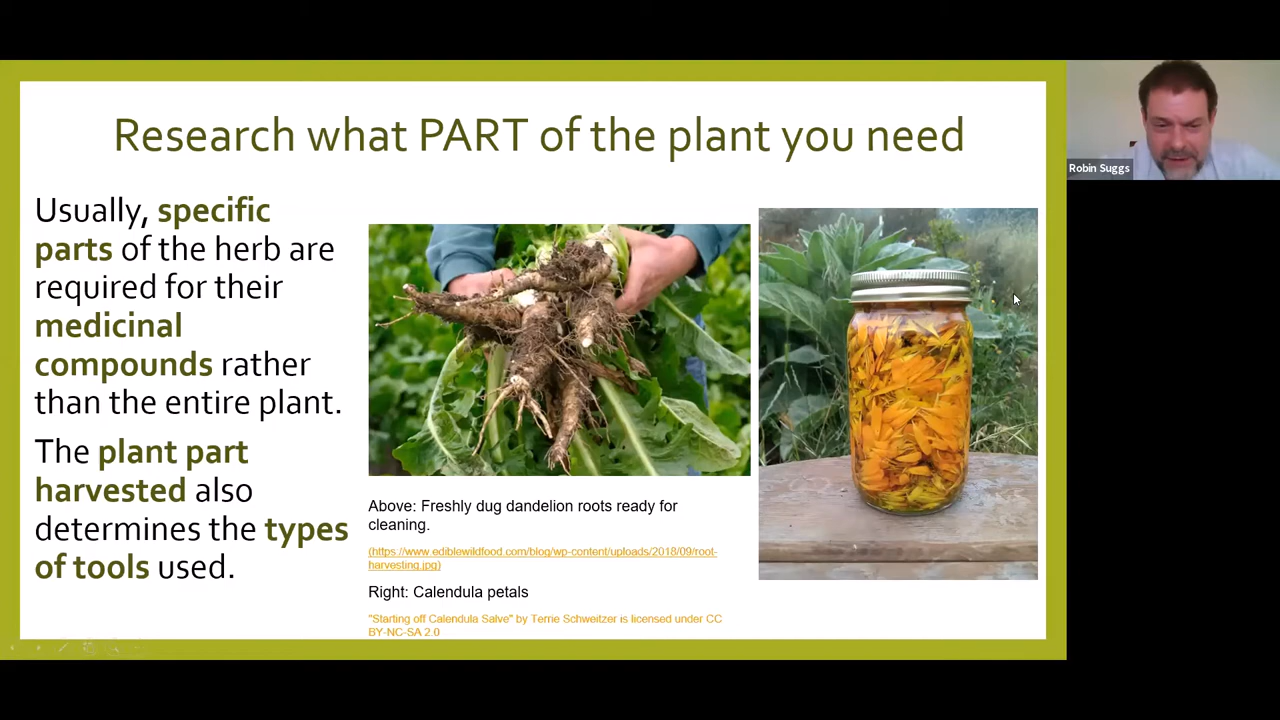 Research what PART of the plant you need
Robin Suggs
Usually, specific
parts of the herb are
required for their
medicinal
compounds rather
than the entire plant.
The plant part
harvested also
determines the types
of tools used.
Above: Freshly dug dandelion roots ready for
cleaning.
(https://www.ediblewildfood.com/blog/wp-content/uploads/2018/09/root-
harvesting.jpg)
Right: Calendula petals
"Starting off Calendula Salve" by Terrie Schweitzer is licensed under CC
BY-NC-SA 2.0